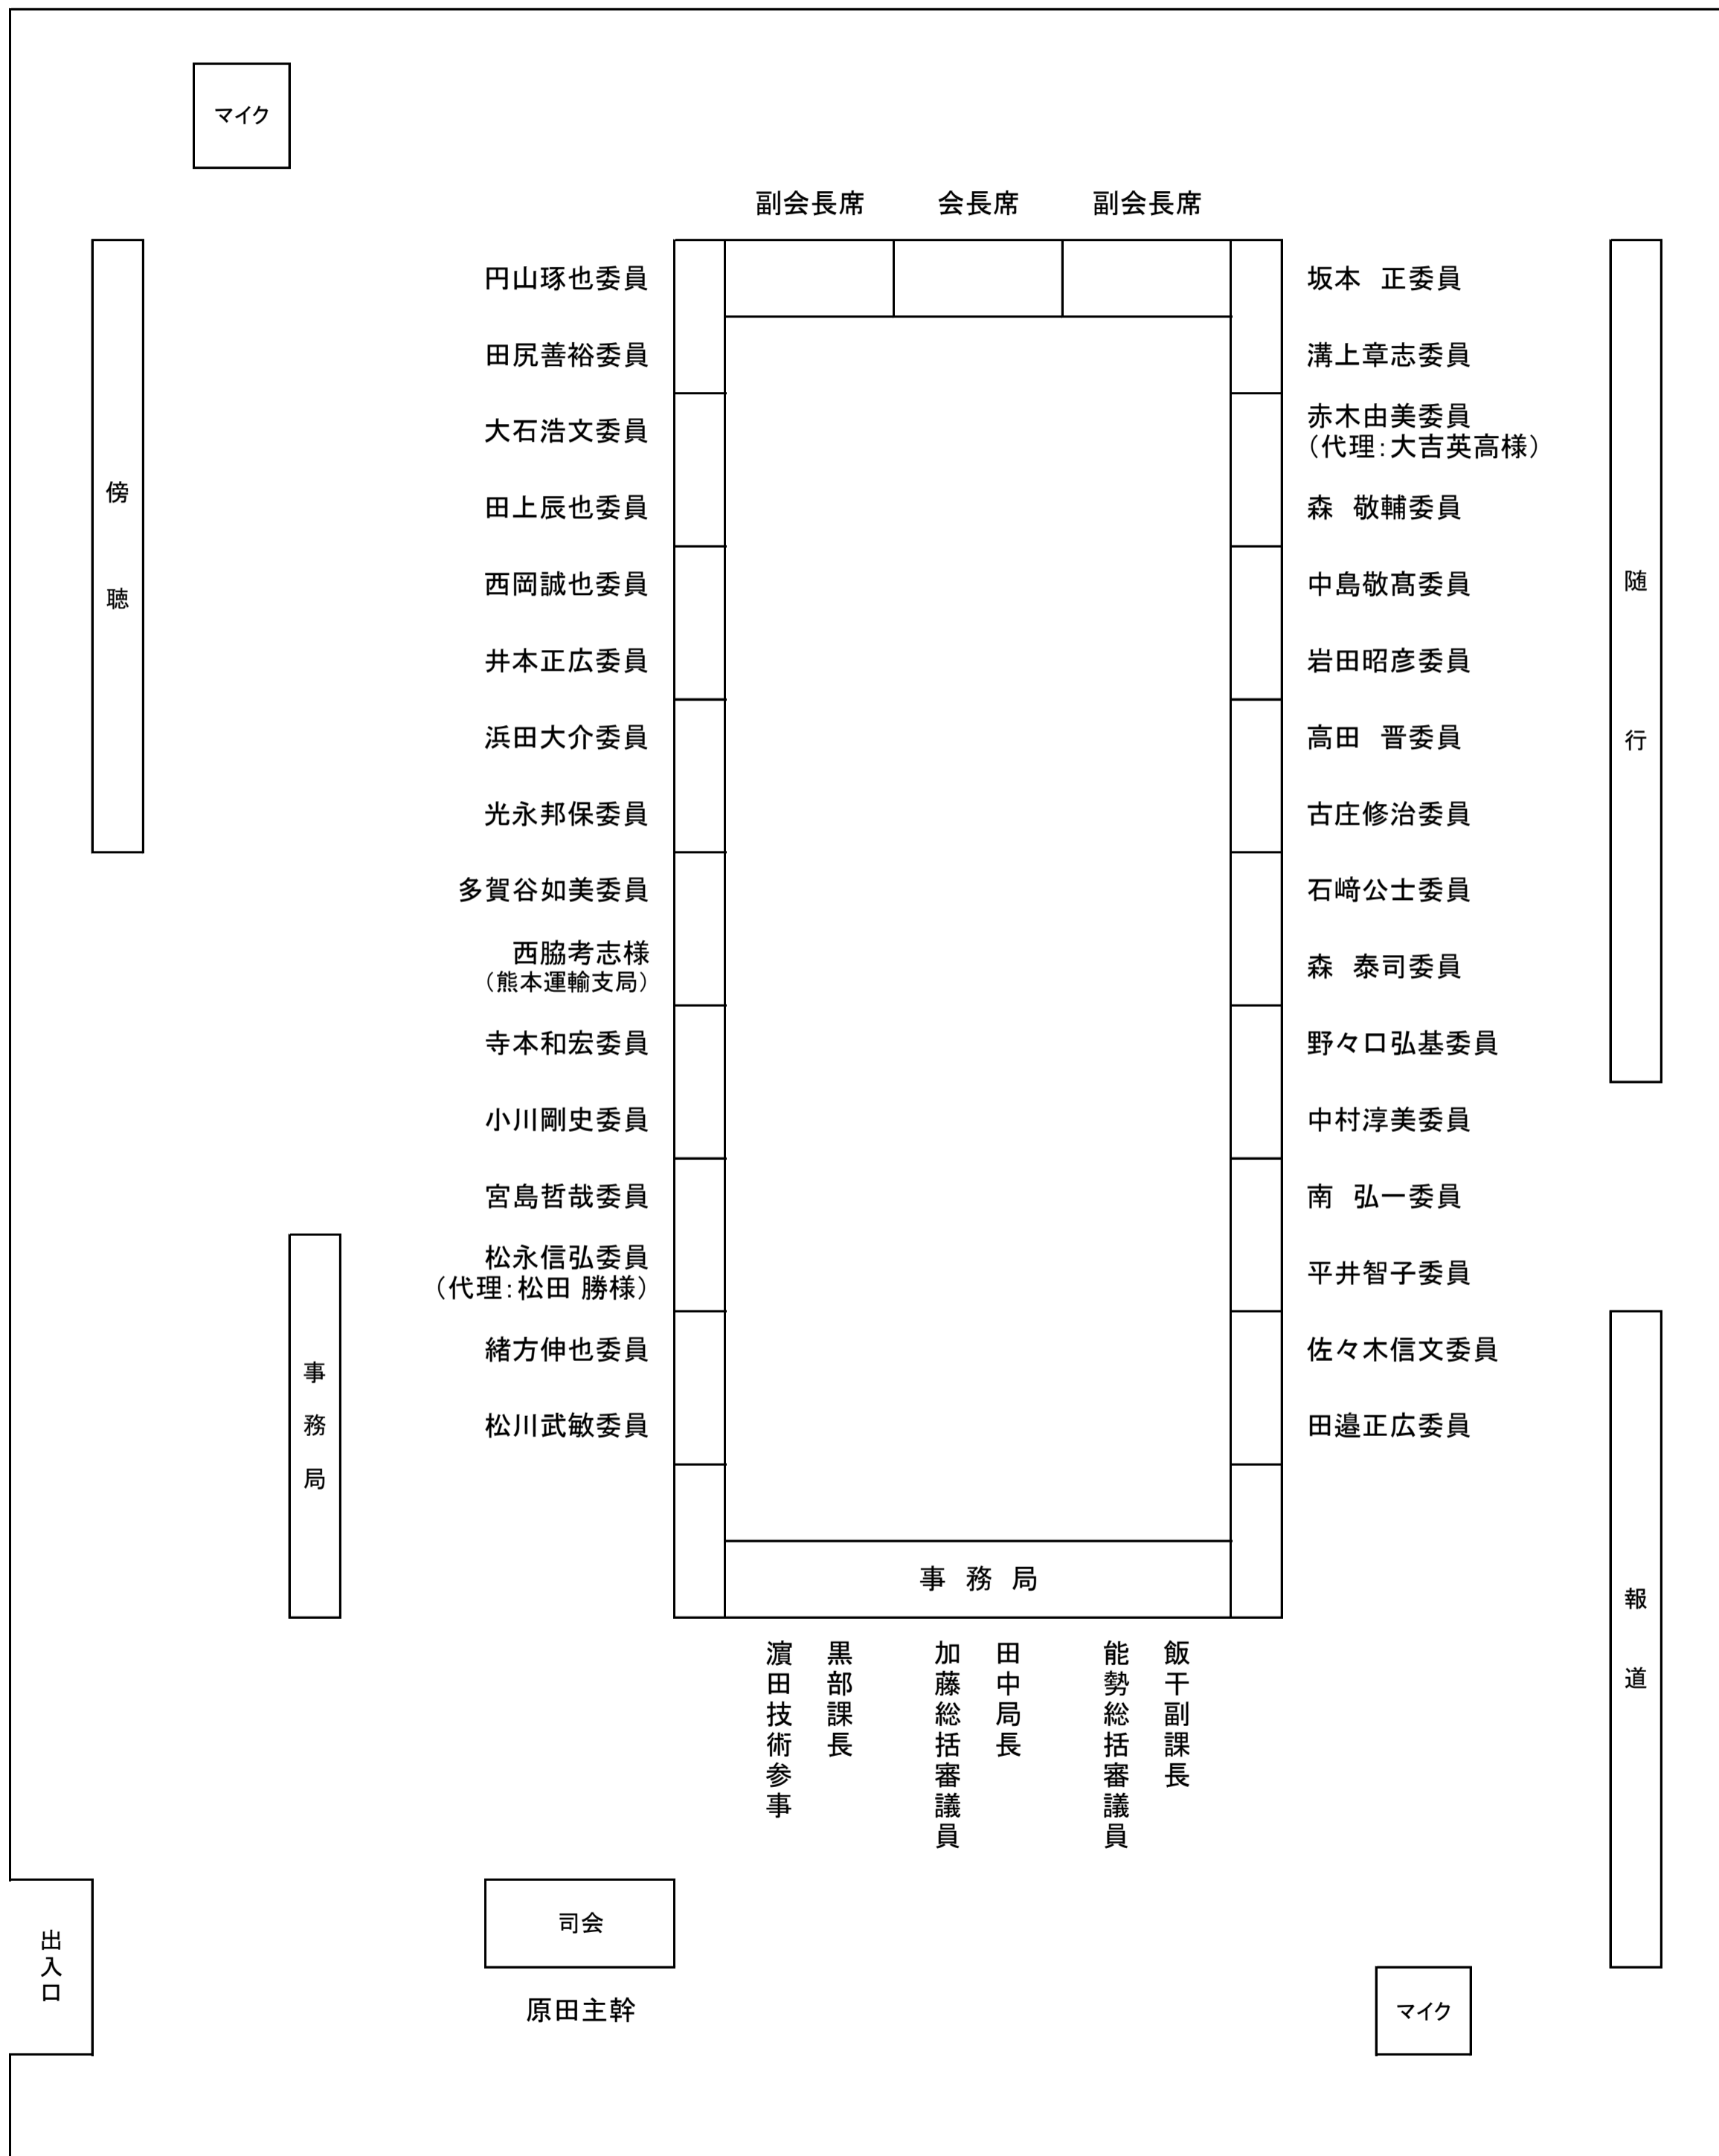 マイク
副会長席
会長席
副会長席
傍聴
円山琢也委員
田尻善裕委員
大石浩文委員
田上辰也委員
西岡誠也委員
井本正広委員
浜田大介委員
光永邦保委員
多賀谷如美委員
西脇考志様
（熊本運輸支局）
寺本和宏委員
小川剛史委員
宮島哲哉委員
松永信弘委員
（代理：松田 勝様）
緒方伸也委員
松川武敏委員
坂本　正委員
溝上章志委員
赤木由美委員
（代理：大吉英高様）
森　敬輔委員
中島敬髙委員
岩田昭彦委員
高田　晋委員
古庄修治委員
石﨑公士委員
森　泰司委員
野々口弘基委員
中村淳美委員
南　弘一委員
平井智子委員
佐々木信文委員
田邉正広委員
随行
事務局
報道
事　務　局
濵田技術参事
黒部課長
加藤総括審議員
田中局長
能勢総括審議員
飯干副課長
司会
原田主幹
出入口
マイク